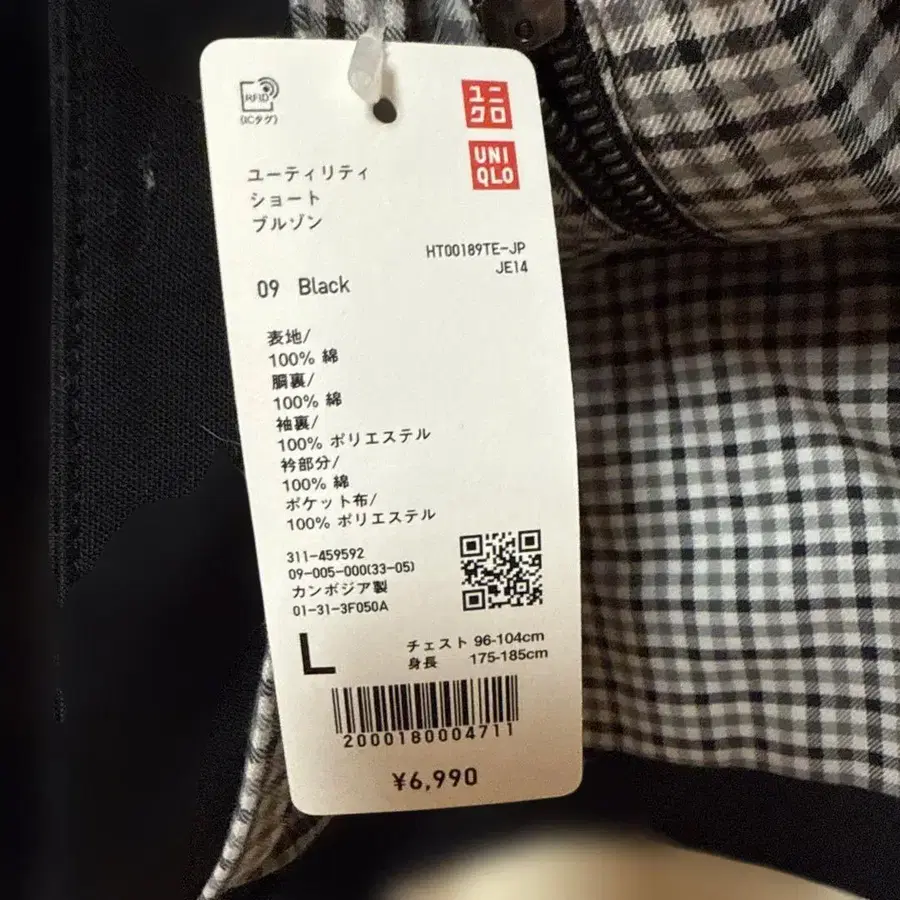 RFID
(ICタグ)
ユニ
クロ
UNI
QLO
ユーティリティ
ショート
ブルゾン
HT00189TE-JP
JE14
09 Black
表地/
100% 綿
胴裏/
100% 綿
袖裏/
100% ポリエステル
衿部分/
100% 綿
ポケット布/
100% ポリエステル
311-459592
09-005-000(33-05)
カンボジア製
01-31-3F050A
L
チェスト 96-104cm
身長 175-185cm
2000180004711
¥6,990